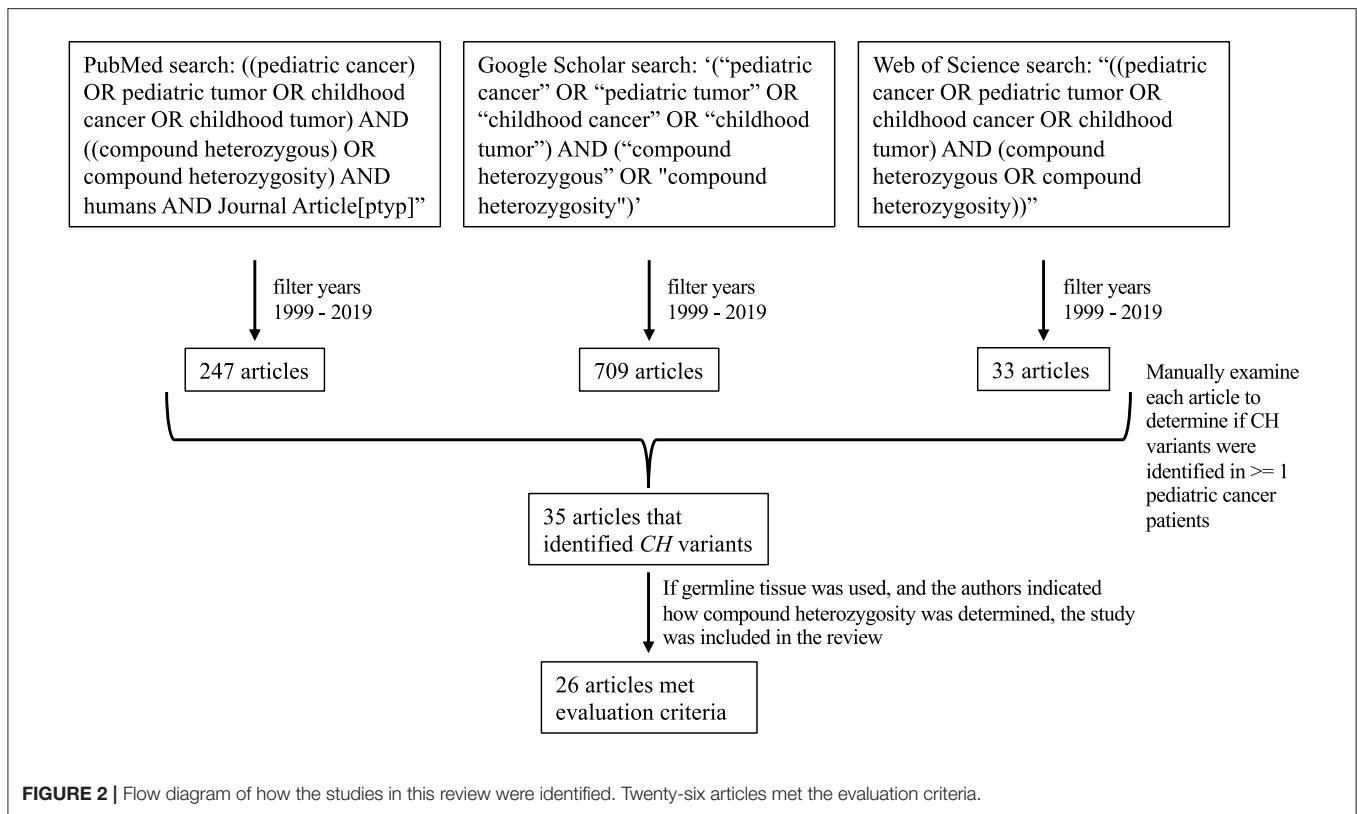 PubMed search: ((pediatric cancer)
OR pediatric tumor OR childhood
cancer OR childhood tumor) AND
((compound heterozygous) OR
compound heterozygosity) AND
humans AND Journal Article[ptyp]”
Google Scholar search: ‘(“pediatric
cancer” OR “pediatric tumor” OR
“childhood cancer” OR “childhood
tumor”) AND (“compound
heterozygous” OR "compound
heterozygosity")’
Web of Science search: “((pediatric
cancer OR pediatric tumor OR
childhood cancer OR childhood
tumor) AND (compound
heterozygous OR compound
heterozygosity))”
filter years
1999 - 2019
filter years
1999 - 2019
filter years
1999 - 2019
247 articles
709 articles
33 articles
Manually examine
each article to
determine if CH
variants were
identified in >= 1
pediatric cancer
patients
35 articles that
identified CH variants
If germline tissue was used, and the authors indicated
how compound heterozygosity was determined, the study
was included in the review
26 articles met
evaluation criteria
FIGURE 2 | Flow diagram of how the studies in this review were identified. Twenty-six articles met the evaluation criteria.